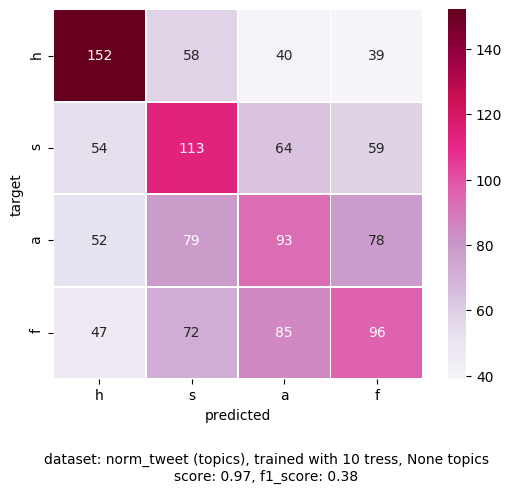 h 152 58 40 39
s 54 113 64 59
a 52 79 93 78
f 47 72 85 96
h s a f
target
predicted
140
120
100
80
60
40
dataset: norm_tweet (topics), trained with 10 tress, None topics
score: 0.97, f1_score: 0.38